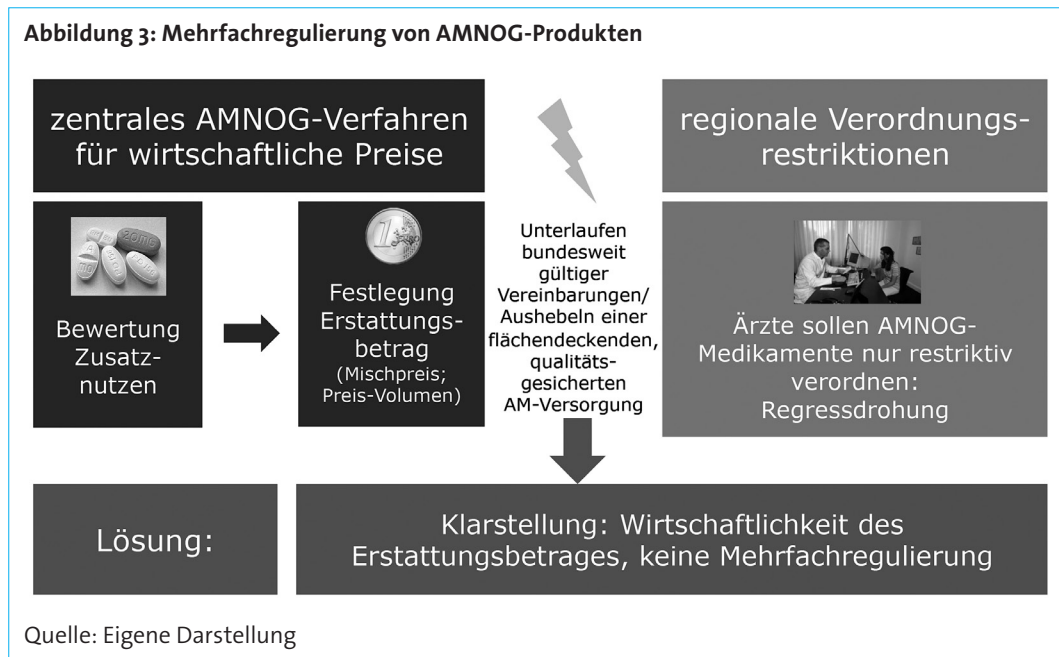 Abbildung 3: Mehrfachregulierung von AMNOG-Produkten
zentrales AMNOG-Verfahren
für wirtschaftliche Preise
Bewertung
Zusatz-
nutzen
Festlegung
Erstattungs-
betrag
(Mischpreis;
Preis-Volumen)
Unterlaufen
bundesweit
gültiger
Vereinbarungen/
Aushebeln einer
flächendeckenden,
qualitäts-
gesicherten
AM-Versorgung
regionale Verordnungs-
restriktionen
Ärzte sollen AMNOG-
Medikamente nur restriktiv
verordnen:
Regressdrohung
Lösung:
Klarstellung: Wirtschaftlichkeit des
Erstattungsbetrages, keine Mehrfachregulierung
Quelle: Eigene Darstellung